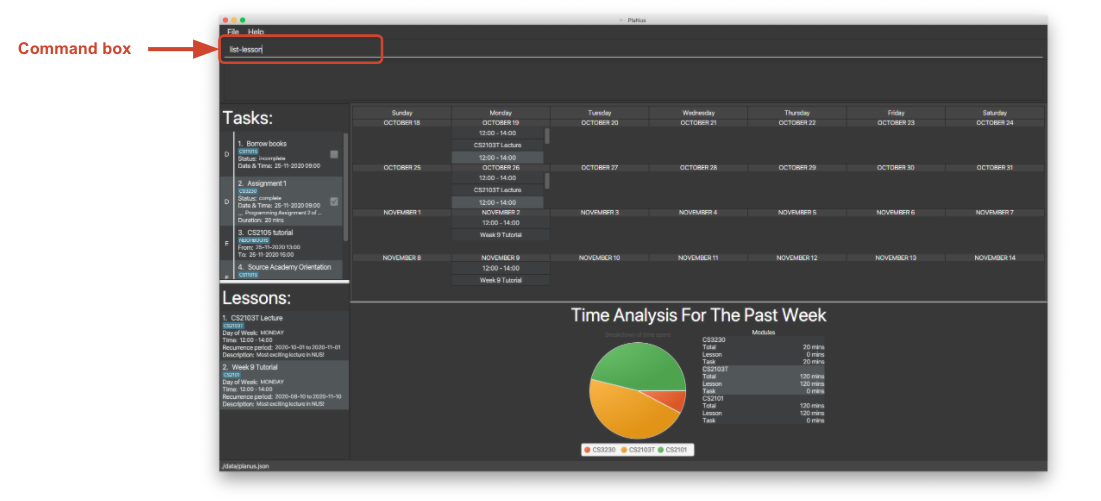 PlaNus
File Help
Command box
list-lesson
Tasks:
D
1. Borrow books
CS1101S
Status: incomplete
Date & Time: 25-11-2020 09:00
D
2. Assignment 1
CS3230
Status: complete
Date & Time: 25-11-2020 09:00
... Programming Assignment 2 of ...
Duration: 20 mins
E
3. CS2105 tutorial
From: 25-11-2020 13:00
To: 25-11-2020 15:00
4. Source Academy Orientation
CS1101S
Sunday Monday Tuesday Wednesday Thursday Friday Saturday
OCTOBER 18 OCTOBER 19 OCTOBER 20 OCTOBER 21 OCTOBER 22 OCTOBER 23 OCTOBER 24
12:00 - 14:00
CS2103T Lecture
12:00 - 14:00
OCTOBER 25 OCTOBER 26 OCTOBER 27 OCTOBER 28 OCTOBER 29 OCTOBER 30 OCTOBER 31
12:00 - 14:00
CS2103T Lecture
12:00 - 14:00
NOVEMBER 1 NOVEMBER 2 NOVEMBER 3 NOVEMBER 4 NOVEMBER 5 NOVEMBER 6 NOVEMBER 7
12:00 - 14:00
Week 9 Tutorial
NOVEMBER 8 NOVEMBER 9 NOVEMBER 10 NOVEMBER 11 NOVEMBER 12 NOVEMBER 13 NOVEMBER 14
12:00 - 14:00
Week 9 Tutorial
Lessons:
1. CS2103T Lecture
CS2103T
Day of Week: MONDAY
Time: 12:00 - 14:00
Recurrence period: 2020-10-01 to 2020-11-01
Description: Most exciting lecture in NUS!
2. Week 9 Tutorial
CS2101
Day of Week: MONDAY
Time: 12:00 - 14:00
Recurrence period: 2020-08-10 to 2020-11-10
Description: Most exciting lecture in NUS!
Time Analysis For The Past Week
Breakdown of time spent
Modules
CS3230
Total 20 mins
Lesson 0 mins
Task 20 mins
CS2103T
Total 120 mins
Lesson 120 mins
Task 0 mins
CS2101
Total 120 mins
Lesson 120 mins
Task 0 mins
CS3230 CS2103T CS2101
./data/planus.json